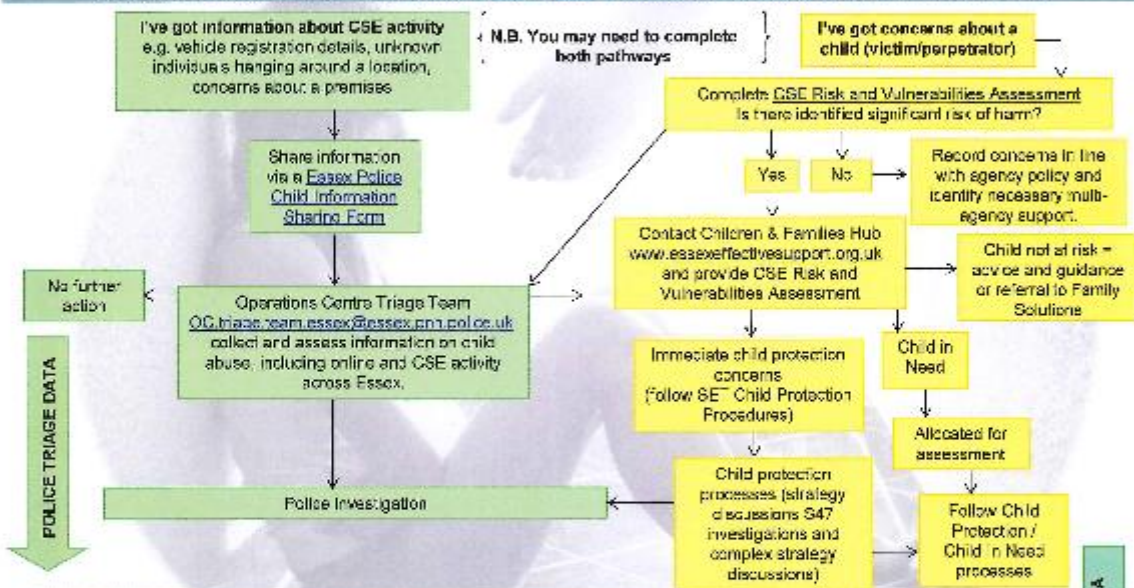 I've got information about CSE activity
e.g. vehicle registration details, unknown
individuals hanging around a location,
concerns about a premises
N.B. You may need to complete
both pathways
I've got concerns about a
child (victim/perpetrator)
Complete CSE Risk and Vulnerabilities Assessment
Is there identified significant risk of harm?
Share information
via a Essex Police
Child Information
Sharing Form
Yes
No
Record concerns in line
with agency policy and
identify necessary multi-
agency support.
Contact Children & Families Hub
www.essexeffectivesupport.org.uk
and provide CSE Risk and
Vulnerabilities Assessment
Child not at risk =
advice and guidance
or referral to Family
Solutions
No further
action
Operations Centre Triage Team
OC.triage.team.essex@essex.pnn.police.uk
collect and assess information on child
abuse, including online and CSE activity
across Essex.
Immediate child protection
concerns
(follow SET Child Protection
Procedures)
Child in
Need
Allocated for
assessment
POLICE TRIAGE DATA
Police Investigation
Child protection
processes (strategy
discussions S47
investigations and
complex strategy
discussions)
Follow Child
Protection /
Child in Need
processes
A